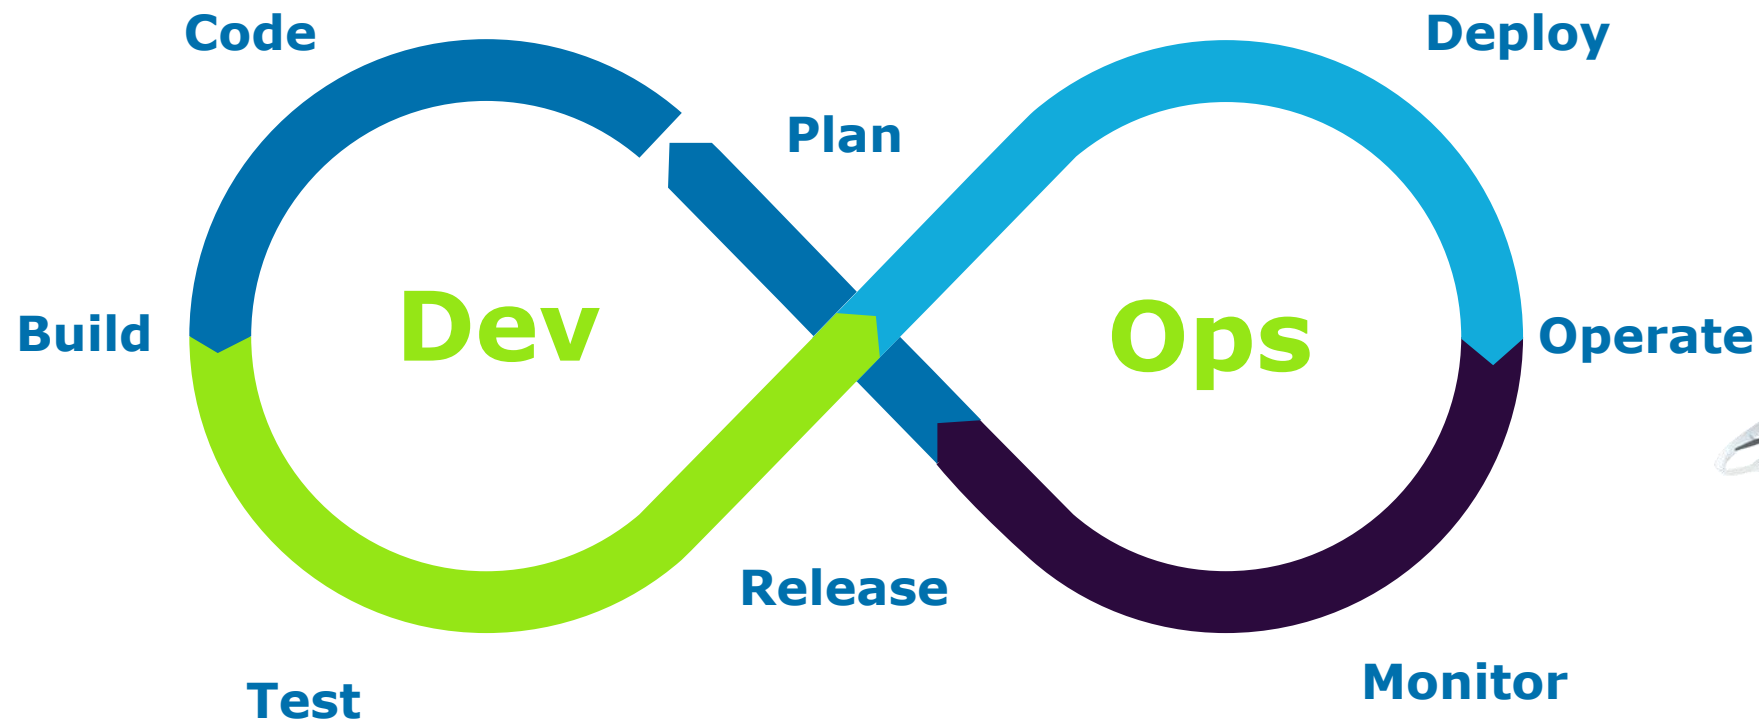 Code
Deploy
Plan
Dev
Ops
Build
Operate
Release
Test
Monitor